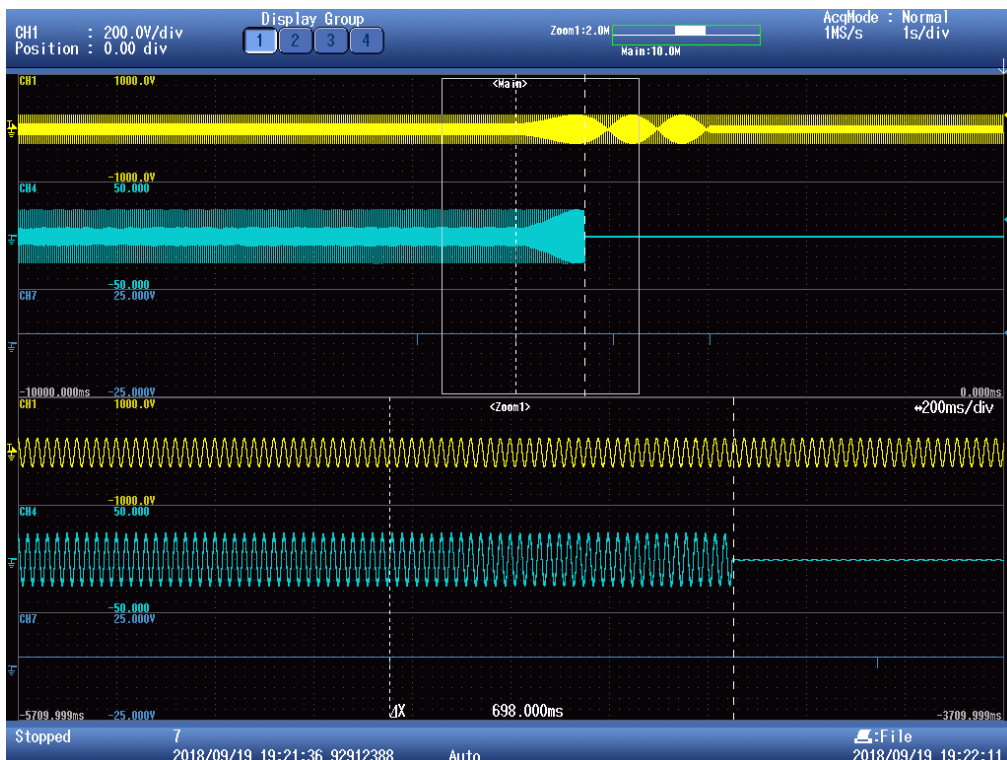 Display Group
CH1 : 200.0V/div
Position : 0.00 div
1 2 3 4
Zoom1:2.0M
Main:10.0M
AcqMode : Normal
1MS/s 1s/div
CH1 1000.0V
<Main>
-1000.0V
CH4 50.000
-50.000
CH7 25.000V
-10000.000ms -25.000V 0.000ms
CH1 1000.0V
<Zoom1>
↔200ms/div
-1000.0V
CH4 50.000
-50.000
CH7 25.000V
-5709.999ms -25.000V ⊿X 698.000ms -3709.999ms
Stopped 7 :File
2018/09/19 19:21:36.92912388 Auto 2018/09/19 19:22:11